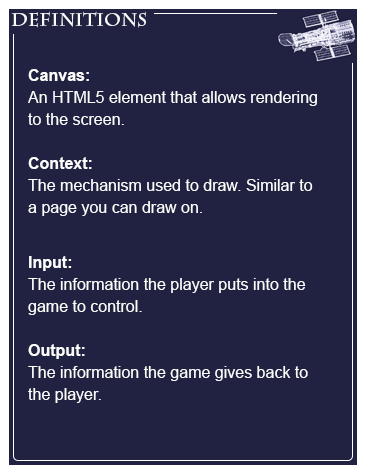 DEFINITIONS
Canvas:
An HTML5 element that allows rendering
to the screen.
Context:
The mechanism used to draw. Similar to
a page you can draw on.
Input:
The information the player puts into the
game to control.
Output:
The information the game gives back to
the player.